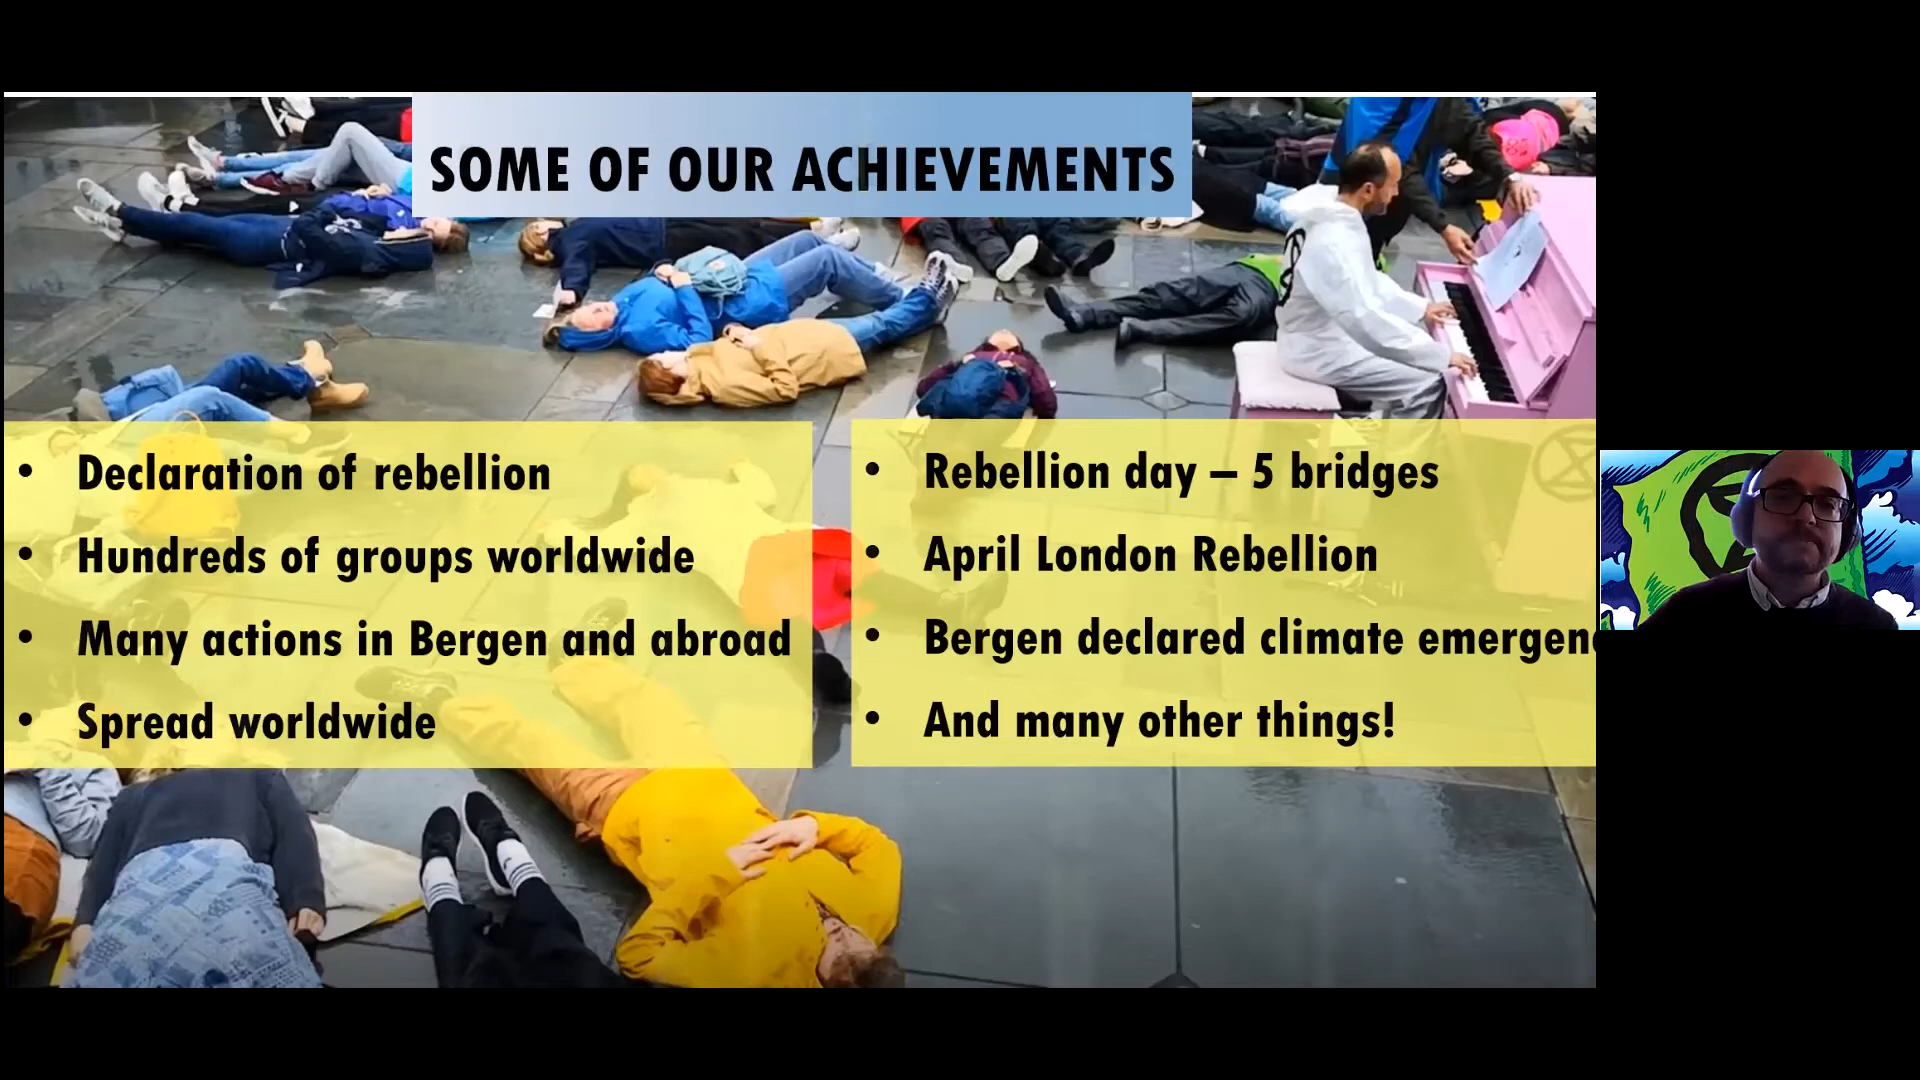 SOME OF OUR ACHIEVEMENTS
• Declaration of rebellion
• Hundreds of groups worldwide
• Many actions in Bergen and abroad
• Spread worldwide
• Rebellion day – 5 bridges
• April London Rebellion
• Bergen declared climate emergenc
• And many other things!